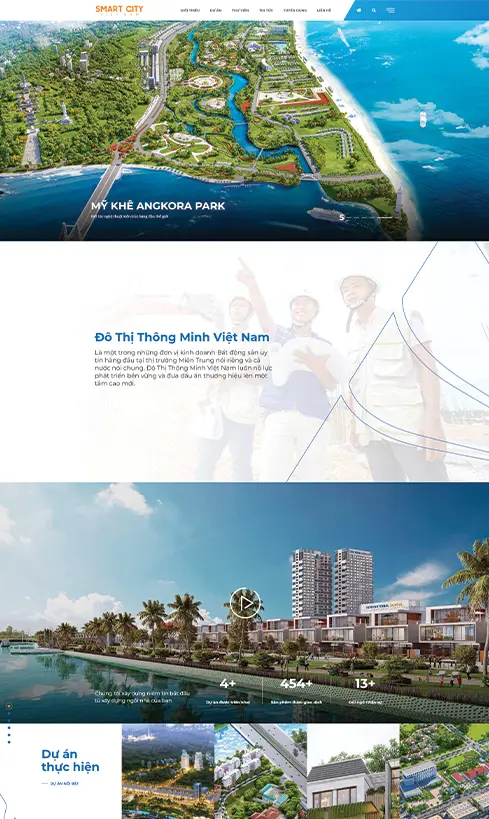 SMART CITY
VIỆT NAM
GIỚI THIỆU DỰ ÁN THƯ VIỆN TIN TỨC TUYỂN DỤNG LIÊN HỆ
MỸ KHÊ ANGKORA PARK
Đô Thị Thông Minh Việt Nam
Là một trong những đơn vị kinh doanh Bất động sản uy
tín hàng đầu tại thị trường Miền Trung nói riêng và cả
nước nói chung. Đô Thị Thông Minh Việt Nam luôn nỗ lực
phát triển bền vững và đưa dấu ấn thương hiệu lên một
tầm cao mới.
4+
454+
13+
Chúng tôi xây dựng niềm tin bắt đầu
từ xây dựng ngôi nhà của bạn
Dự án được triển khai
Sản phẩm được giao dịch
Dự án
thực hiện
DỰ ÁN NỔI BẬT